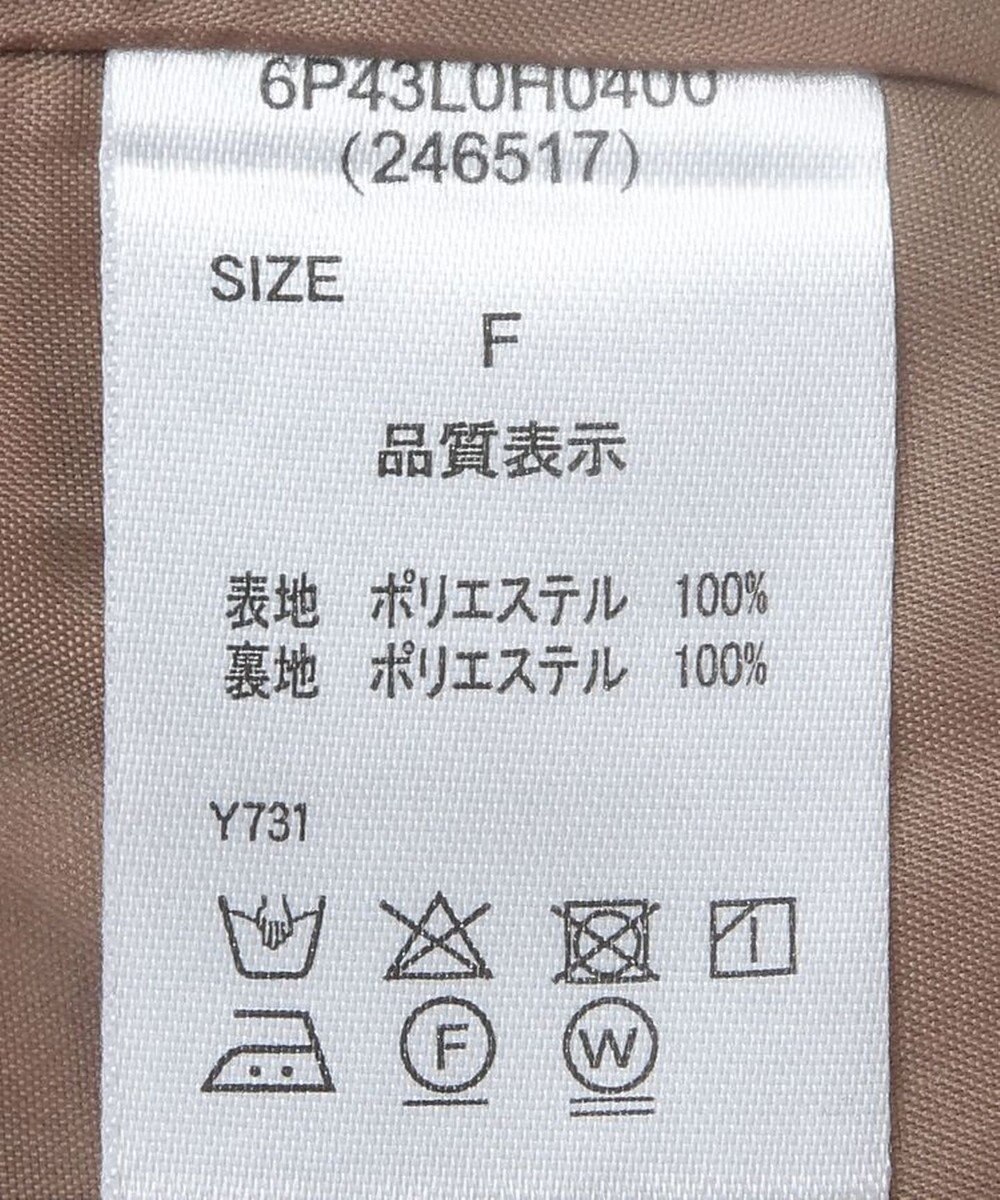 6P43L0H0400
(246517)
SIZE
F
品質表示
表地 ポリエステル 100%
裏地 ポリエステル 100%
Y731
F W